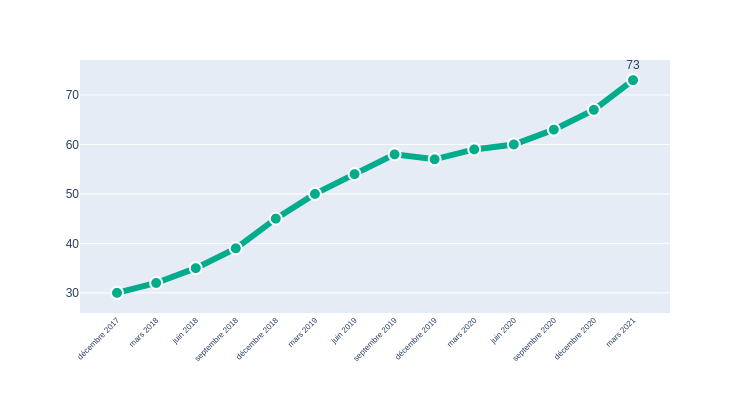 73
70
60
50
40
30
décembre 2017
mars 2018
juin 2018
septembre 2018
décembre 2018
mars 2019
juin 2019
septembre 2019
décembre 2019
mars 2020
juin 2020
septembre 2020
décembre 2020
mars 2021